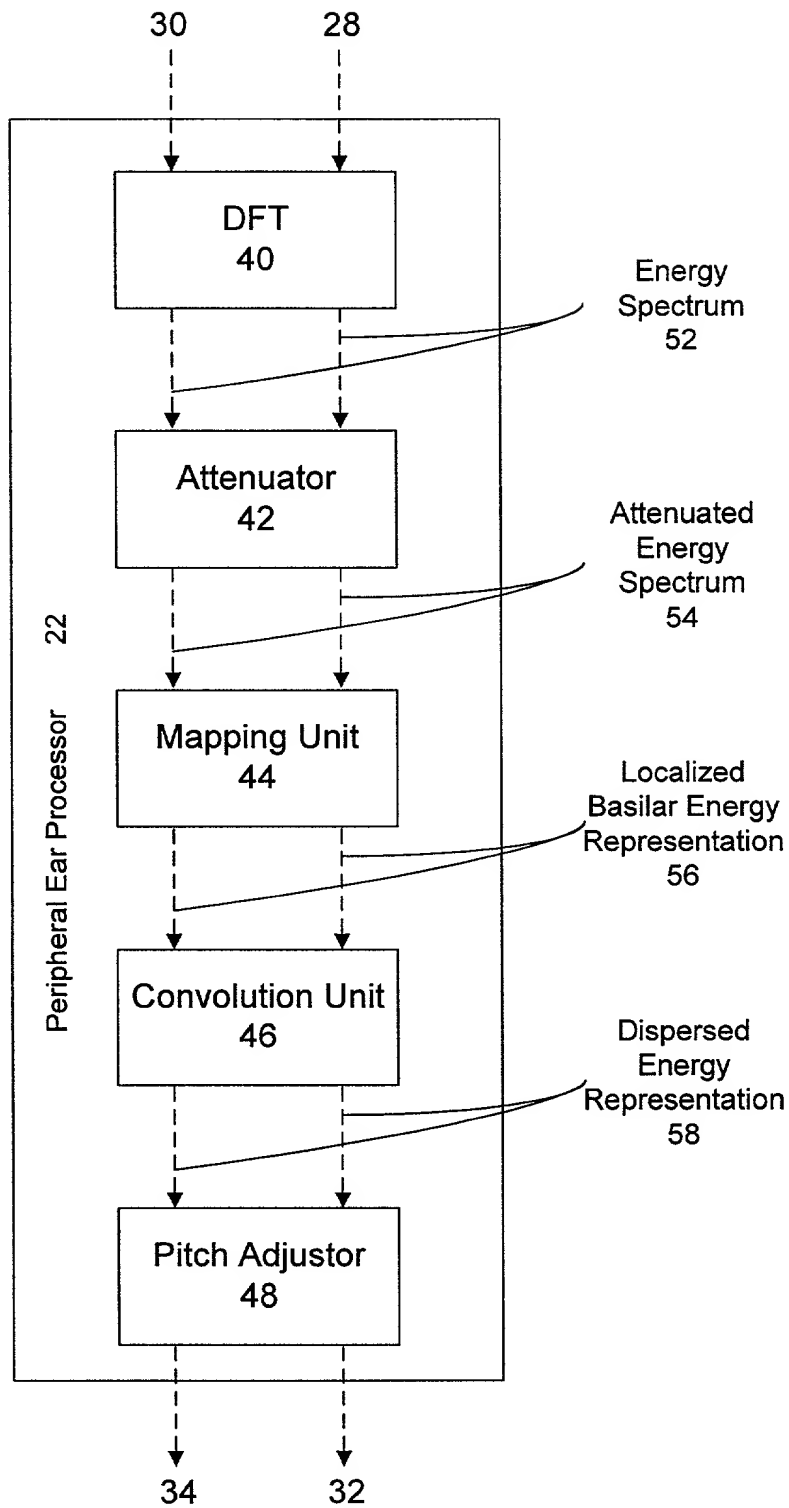 30 28
DFT
40
Energy
Spectrum
52
Attenuator
42
Attenuated
Energy
Spectrum
54
Peripheral Ear Processor 22
Mapping Unit
44
Localized
Basilar Energy
Representation
56
Convolution Unit
46
Dispersed
Energy
Representation
58
Pitch Adjustor
48
34 32